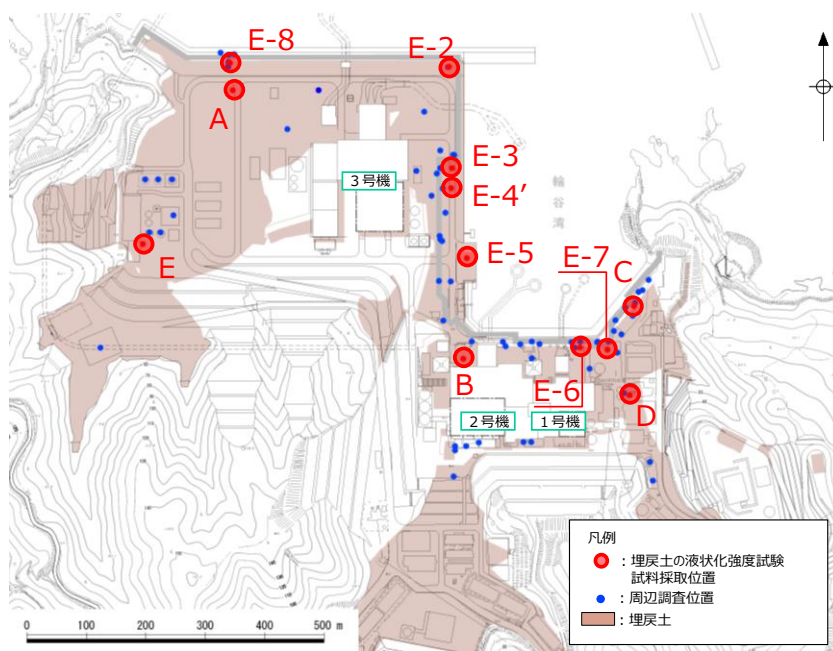 E-8
E-2
A
E-3
3号機
E-4’
輪谷湾
E
E-5
E-7
C
B
E-6
D
2号機
1号機
凡例
：埋戻土の液状化強度試験
試料採取位置
：周辺調査位置
：埋戻土
0 100 200 300 400 500 m